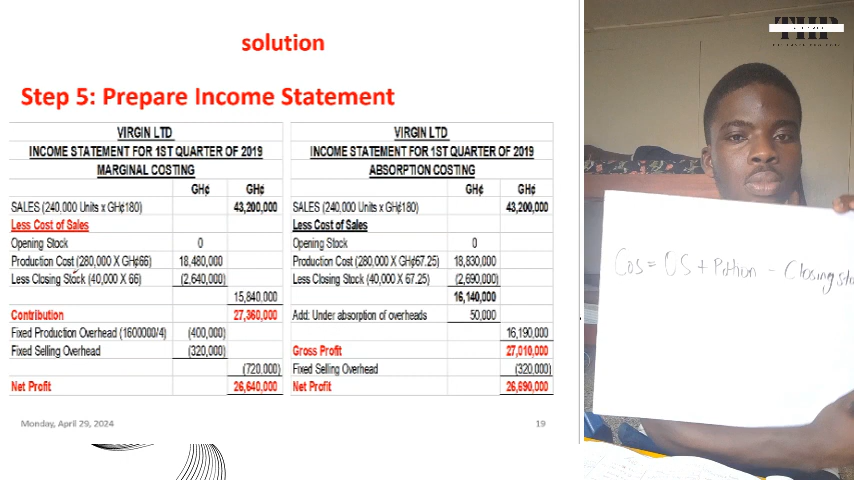 solution
Step 5: Prepare Income Statement
VIRGIN LTD
INCOME STATEMENT FOR 1ST QUARTER OF 2019
MARGINAL COSTING
GH¢ GH¢
SALES (240,000 Units x GH¢180) 43,200,000
Less Cost of Sales
Opening Stock 0
Production Cost (280,000 X GH¢66) 18,480,000
Less Closing Stock (40,000 X 66) (2,640,000)
15,840,000
Contribution 27,360,000
Fixed Production Overhead (1600000/4) (400,000)
Fixed Selling Overhead (320,000)
(720,000)
Net Profit 26,640,000
VIRGIN LTD
INCOME STATEMENT FOR 1ST QUARTER OF 2019
ABSORPTION COSTING
GH¢ GH¢
SALES (240,000 Units x GH¢180) 43,200,000
Less Cost of Sales
Opening Stock 0
Production Cost (280,000 X GH¢67.25) 18,830,000
Less Closing Stock (40,000 X 67.25) (2,690,000)
16,140,000
Add: Under absorption of overheads 50,000
16,190,000
Gross Profit 27,010,000
Fixed Selling Overhead (320,000)
Net Profit 26,690,000
Monday, April 29, 2024 19
THP
Cos = OS + P - Closing sto